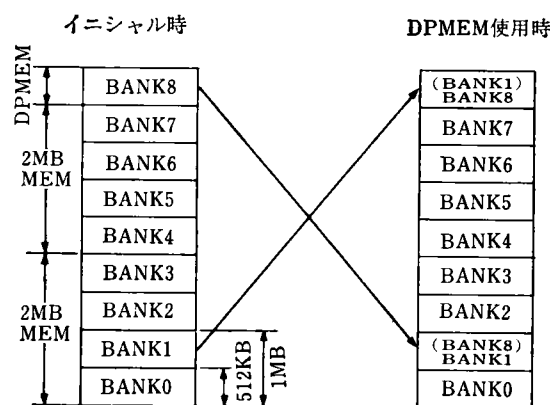 イニシャル時
DPMEM使用時
DPMEM
2MB
MEM
2MB
MEM
BANK8
BANK7
BANK6
BANK5
BANK4
BANK3
BANK2
BANK1
BANK0
512KB
1MB
(BANK1)
BANK8
BANK7
BANK6
BANK5
BANK4
BANK3
BANK2
(BANK8)
BANK1
BANK0